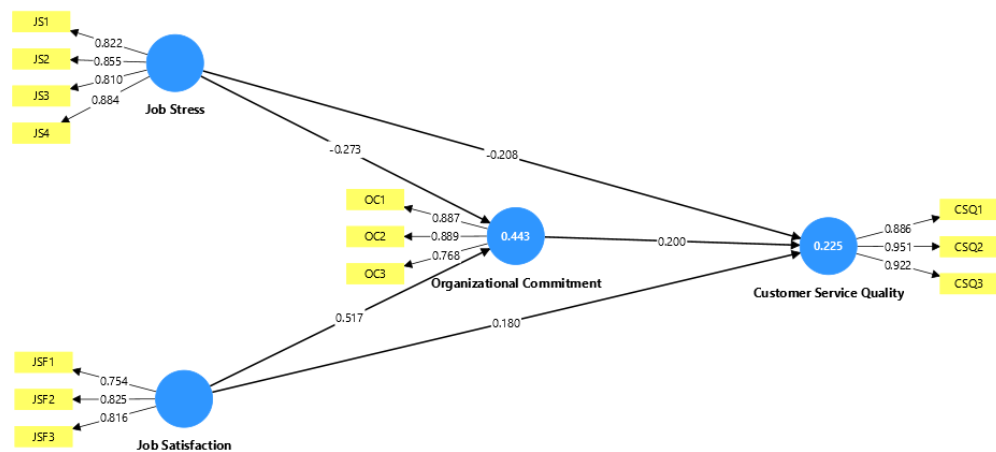 JS1
0.822
JS2
0.855
JS3
0.810
JS4
0.884
Job Stress
-0.273
-0.208
OC1
0.887
OC2
0.889
OC3
0.768
0.443
Organizational Commitment
0.200
0.225
Customer Service Quality
CSQ1
0.886
CSQ2
0.951
CSQ3
0.922
0.517
0.180
JSF1
0.754
JSF2
0.825
JSF3
0.816
Job Satisfaction